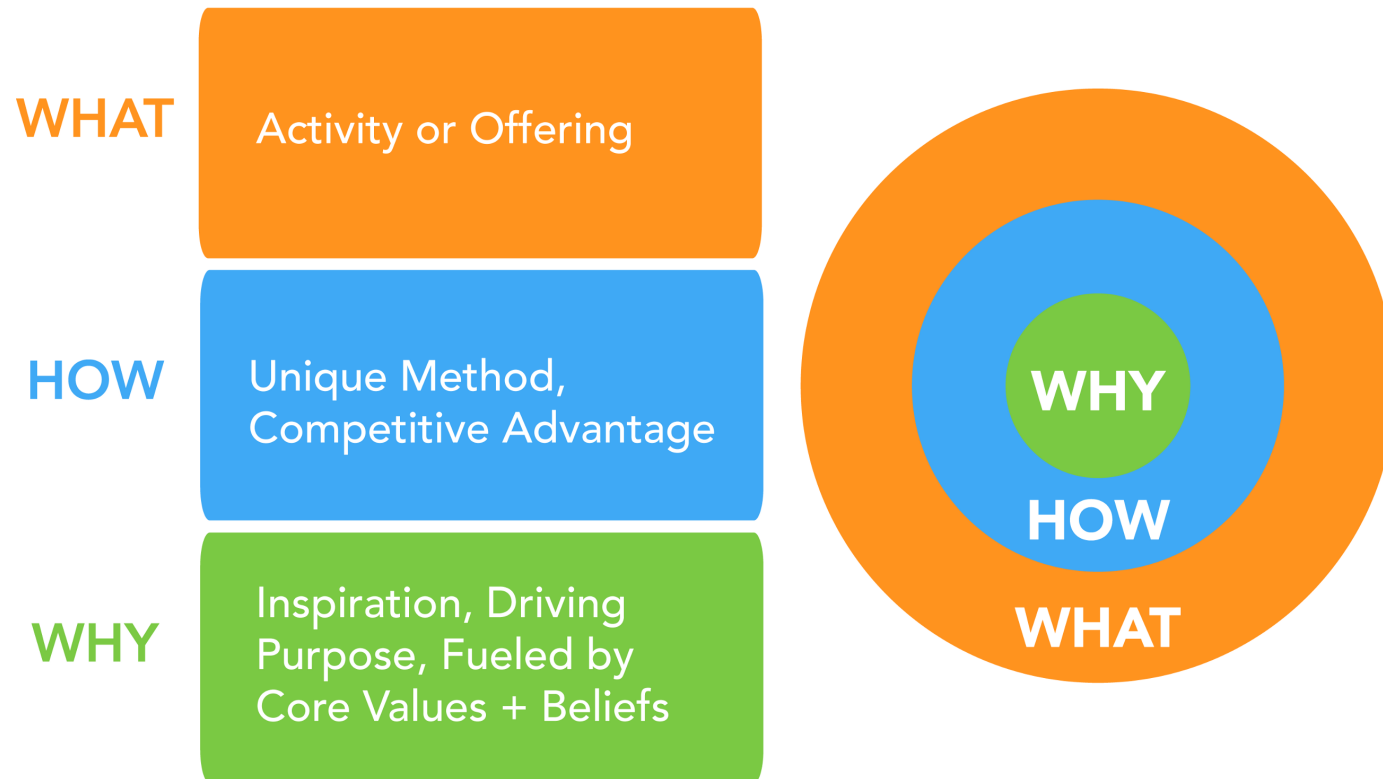 WHAT
Activity or Offering
HOW
Unique Method,
Competitive Advantage
WHY
Inspiration, Driving
Purpose, Fueled by
Core Values + Beliefs
WHY
HOW
WHAT